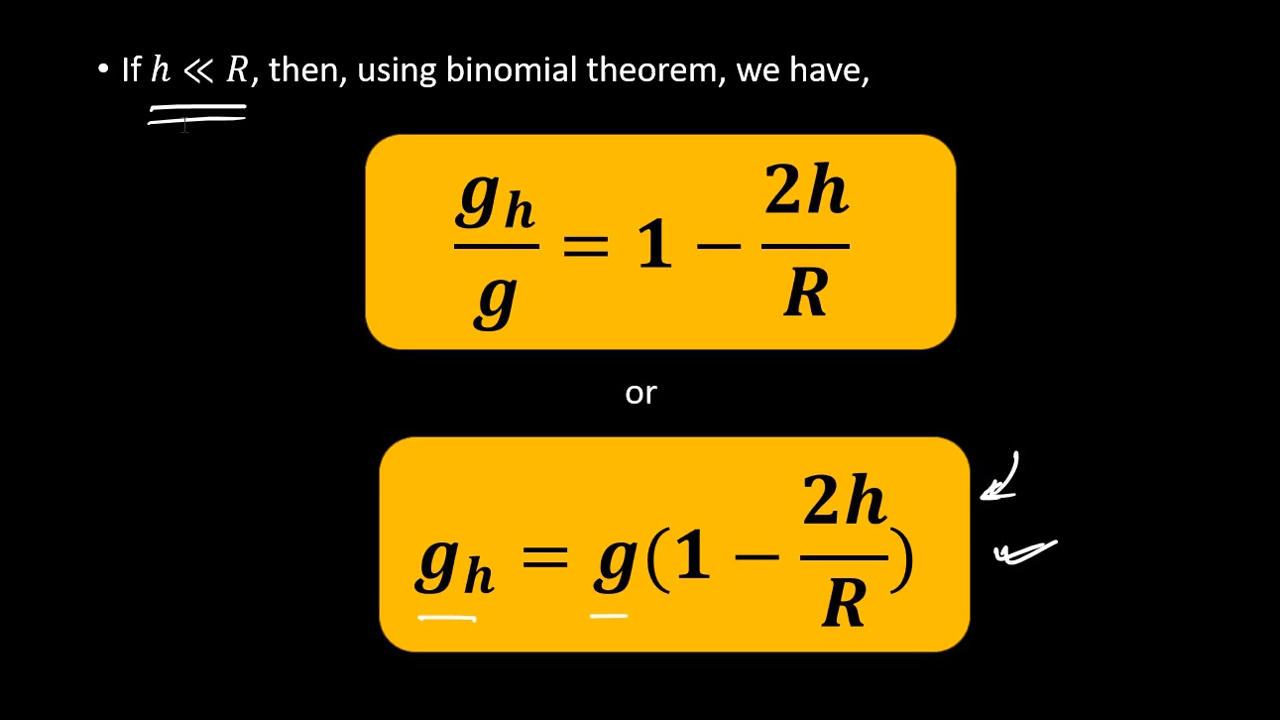 • If ℎ ≪ 𝑅, then, using binomial theorem, we have,
g_h/g = 1 − 2h/R
or
g_h = g(1 − 2h/R)